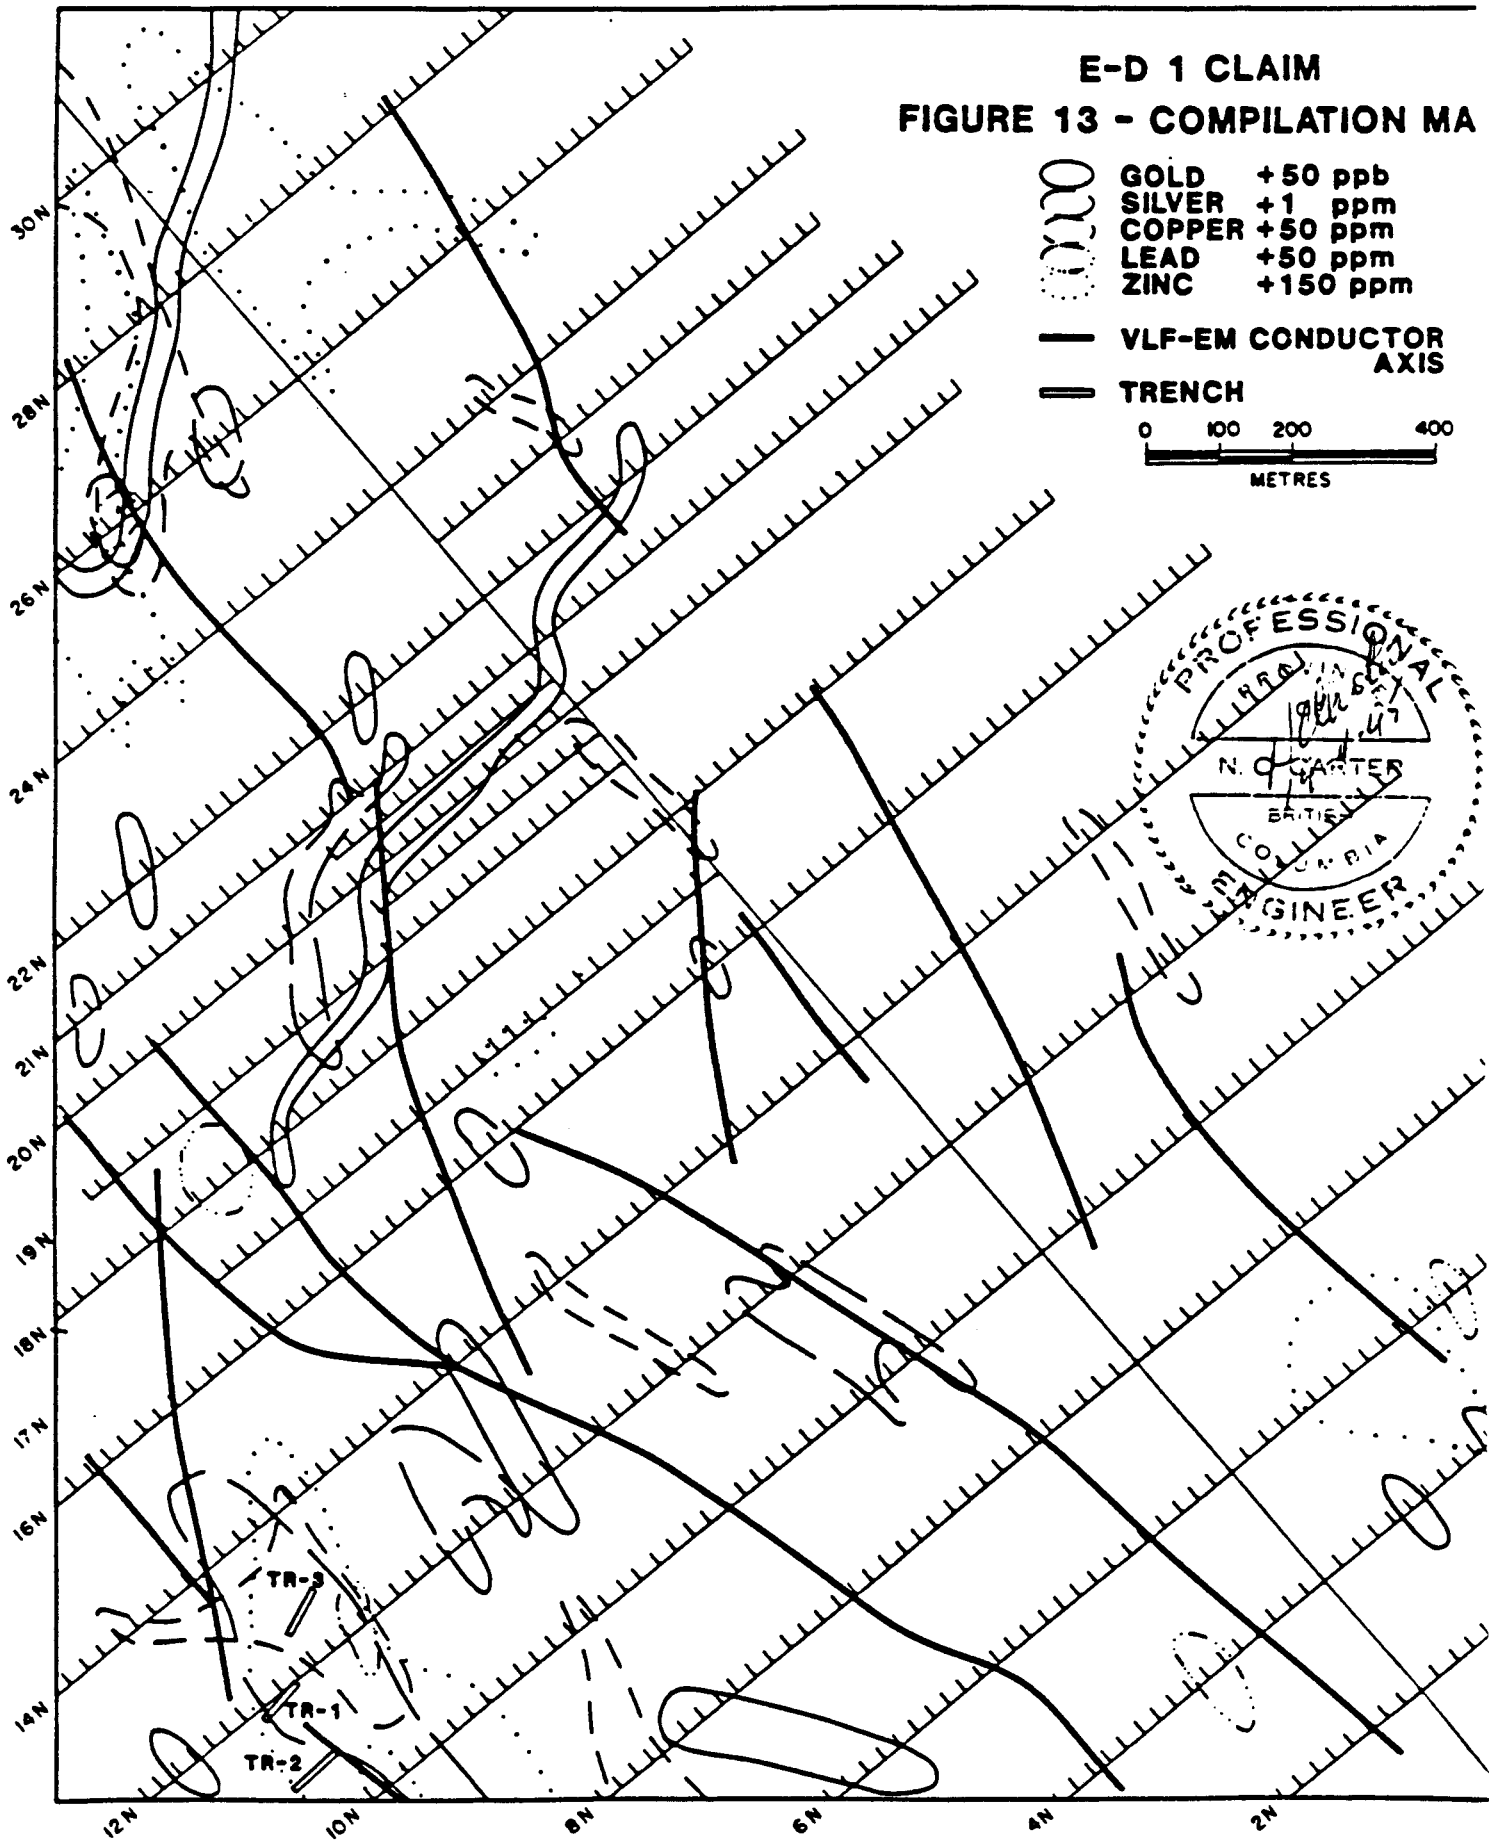 E-D 1 CLAIM
FIGURE 13 - COMPILATION MA
GOLD +50 ppb
SILVER +1 ppm
COPPER +50 ppm
LEAD +50 ppm
ZINC +150 ppm
VLF-EM CONDUCTOR
AXIS
TRENCH
0 100 200 400
METRES
30N
28N
26N
24N
22N
21N
20N
19N
18N
17N
16N
14N
PROFESSIONAL
PROVINCE
N. C. CARTER
BRITISH
COLUMBIA
ENGINEER
TR-3
TR-1
TR-2
12N 10N 8N 6N 4N 2N